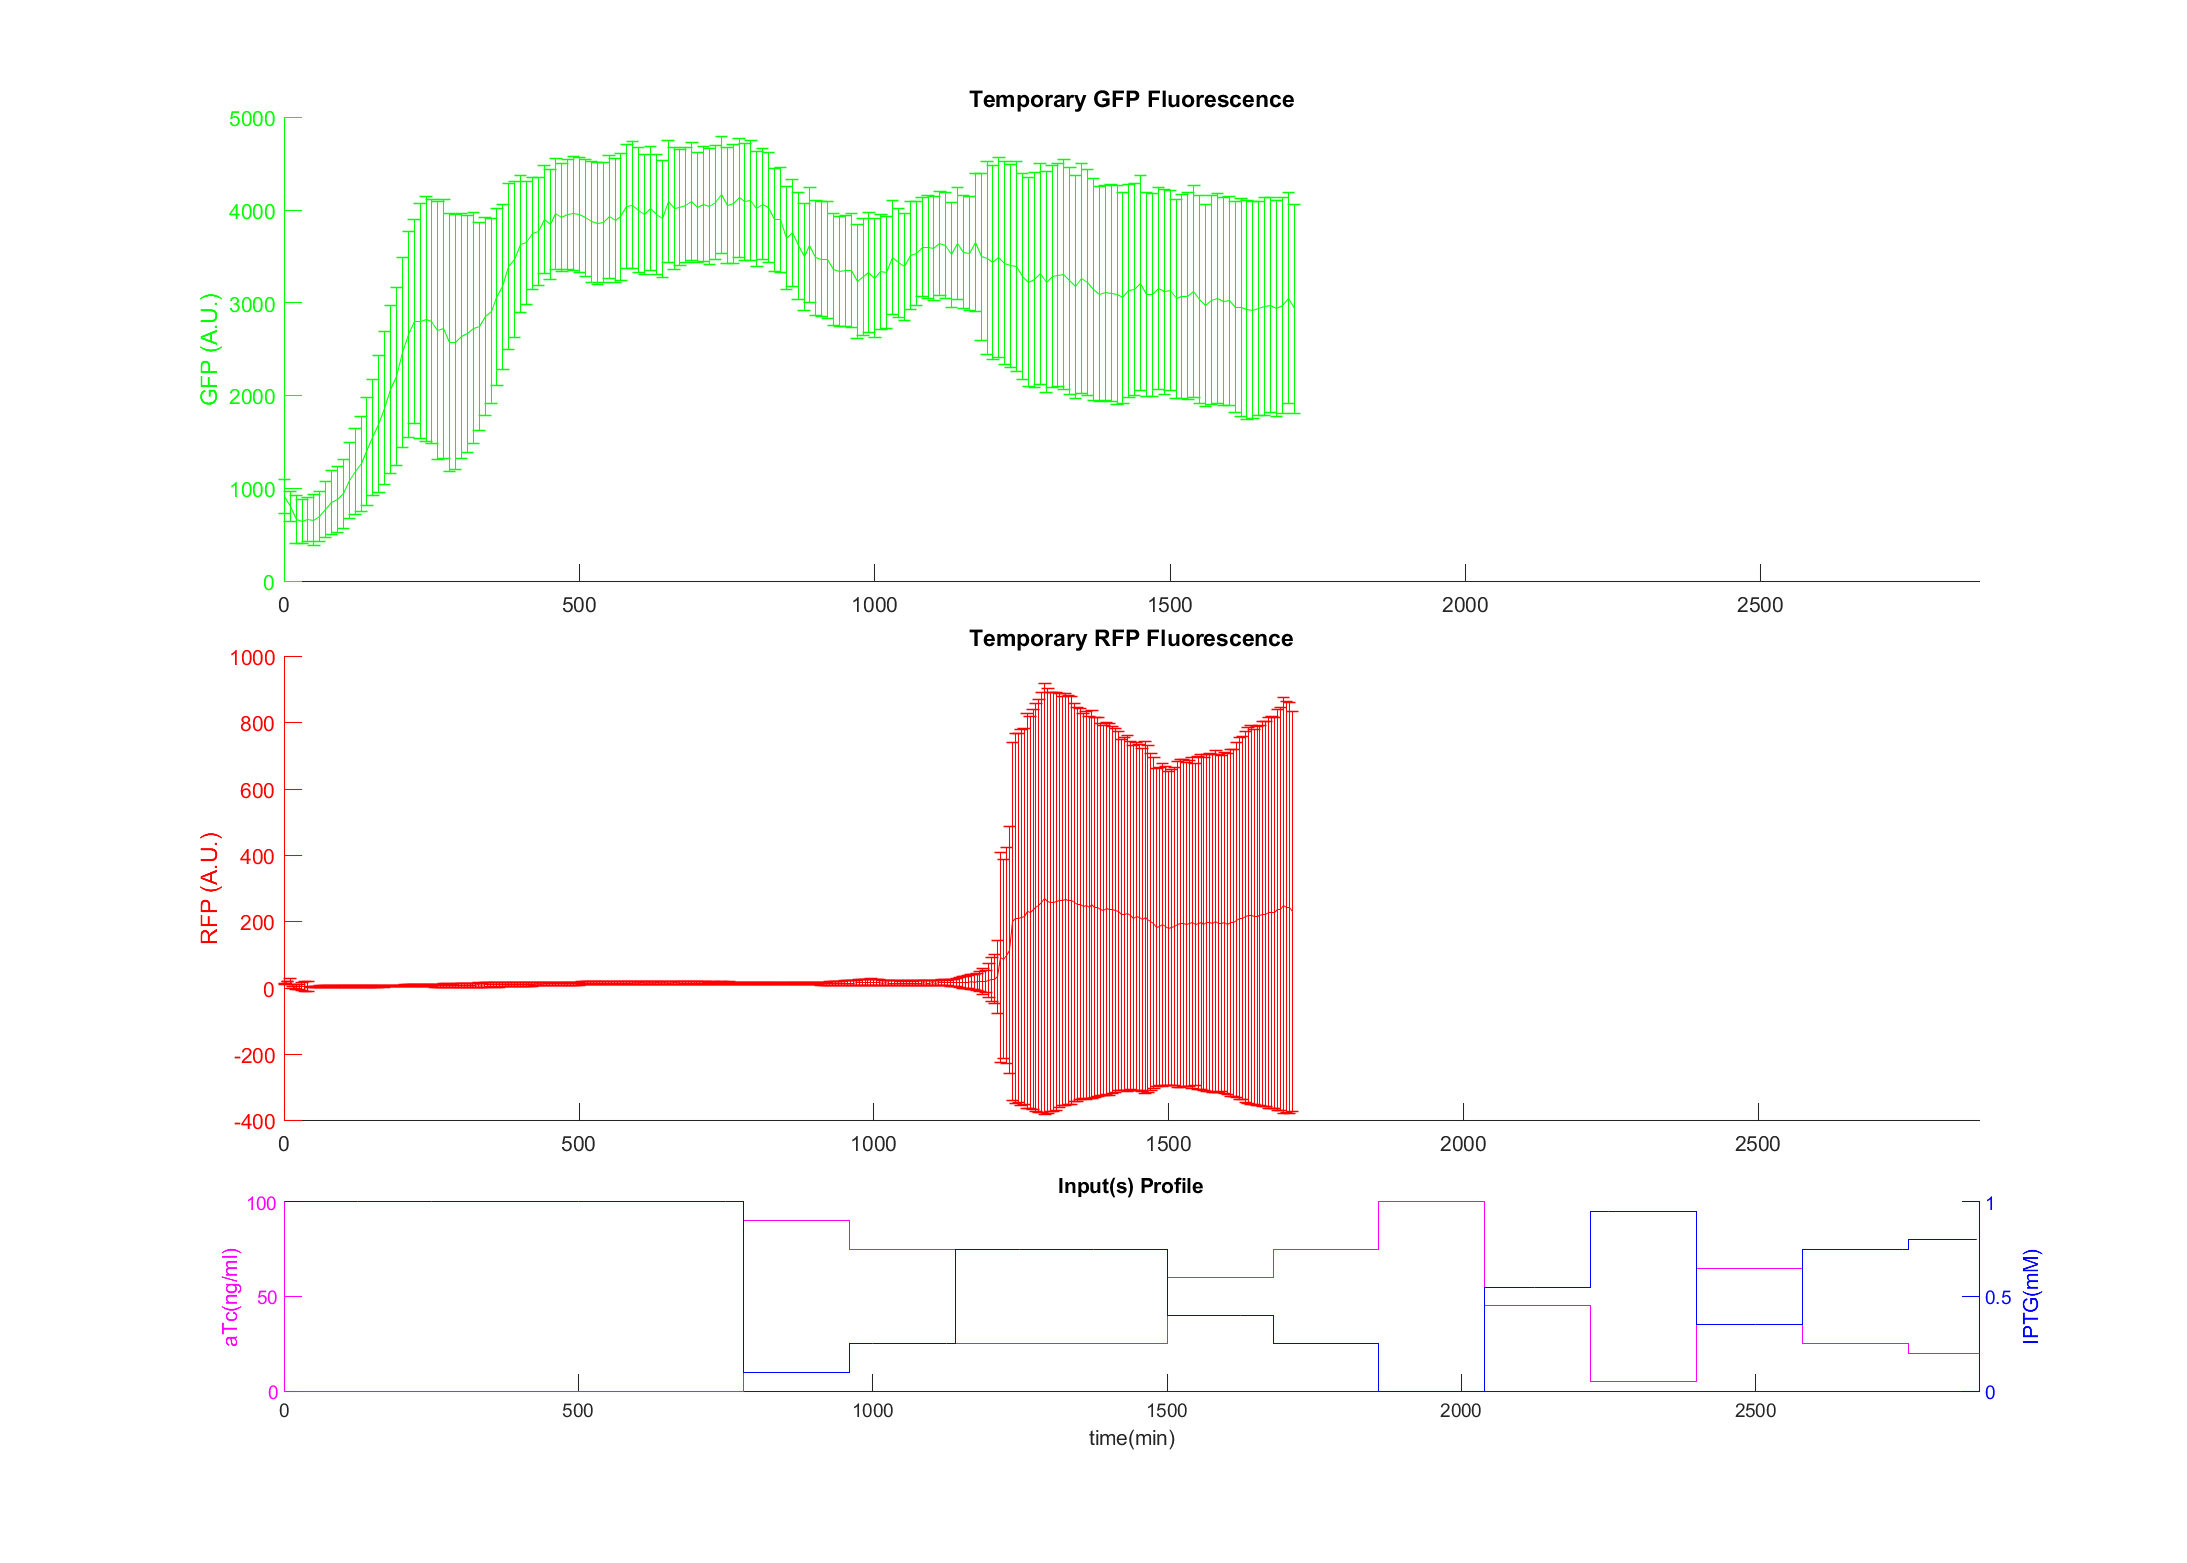 Temporary GFP Fluorescence
5000
4000
3000
2000
1000
0
GFP (A.U.)
0 500 1000 1500 2000 2500
Temporary RFP Fluorescence
1000
800
600
400
200
0
-200
-400
RFP (A.U.)
0 500 1000 1500 2000 2500
Input(s) Profile
100
50
0
aTc(ng/ml)
1
0.5
0
IPTG(mM)
0 500 1000 1500 2000 2500
time(min)